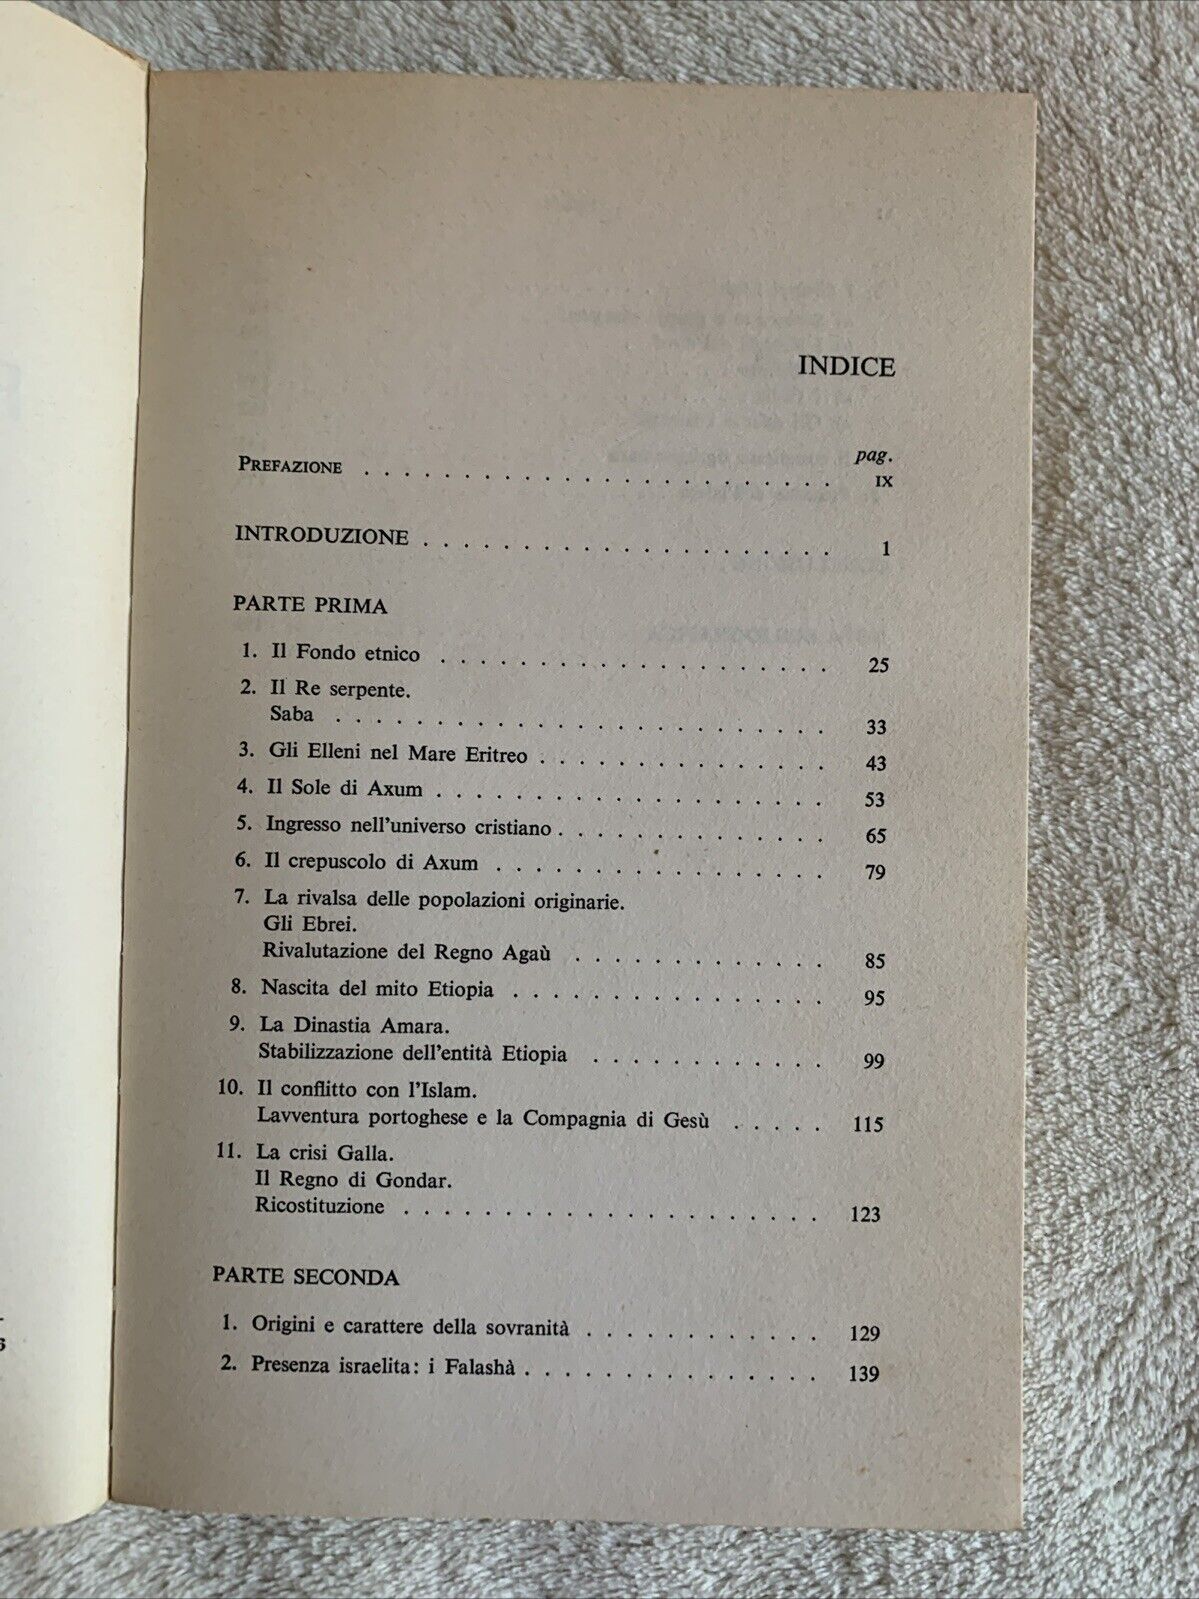 INDICE
pag.
PREFAZIONE . . . . . . . . . . . . . . . . . . . . . . . . IX
INTRODUZIONE . . . . . . . . . . . . . . . . . . . . . 1
PARTE PRIMA
1. Il Fondo etnico . . . . . . . . . . . . . . . . . . . . 25
2. Il Re serpente.
Saba . . . . . . . . . . . . . . . . . . . . . . . . . 33
3. Gli Elleni nel Mare Eritreo . . . . . . . . . . . . . . . 43
4. Il Sole di Axum . . . . . . . . . . . . . . . . . . . . 53
5. Ingresso nell'universo cristiano . . . . . . . . . . . . . . 65
6. Il crepuscolo di Axum . . . . . . . . . . . . . . . . . 79
7. La rivalsa delle popolazioni originarie.
Gli Ebrei.
Rivalutazione del Regno Agaù . . . . . . . . . . . . . 85
8. Nascita del mito Etiopia . . . . . . . . . . . . . . . . 95
9. La Dinastia Amara.
Stabilizzazione dell'entità Etiopia . . . . . . . . . . . . 99
10. Il conflitto con l'Islam.
Lavventura portoghese e la Compagnia di Gesù . . . . . 115
11. La crisi Galla.
Il Regno di Gondar.
Ricostituzione . . . . . . . . . . . . . . . . . . . . . 123
PARTE SECONDA
1. Origini e carattere della sovranità . . . . . . . . . . . . 129
2. Presenza israelita: i Falashà . . . . . . . . . . . . . . . 139